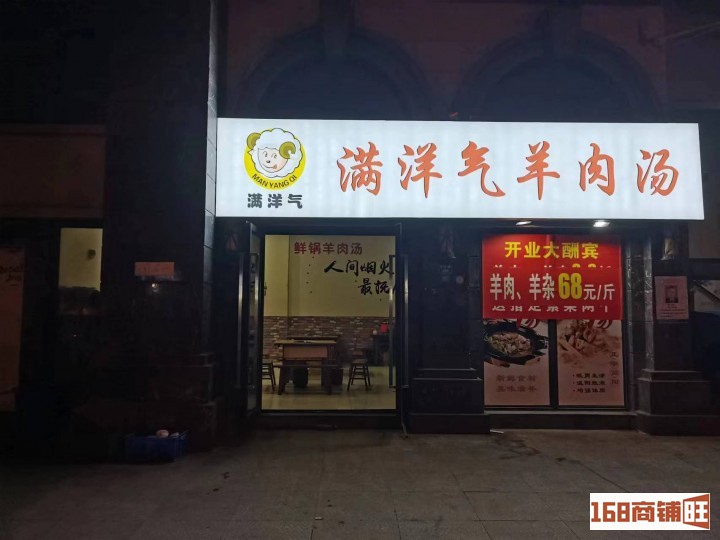 MAN YANG QI
满洋气
满洋气羊肉汤
鲜锅羊肉汤
人间烟火
最抚
开业大酬宾
羊肉、羊杂68元/斤
168商铺旺